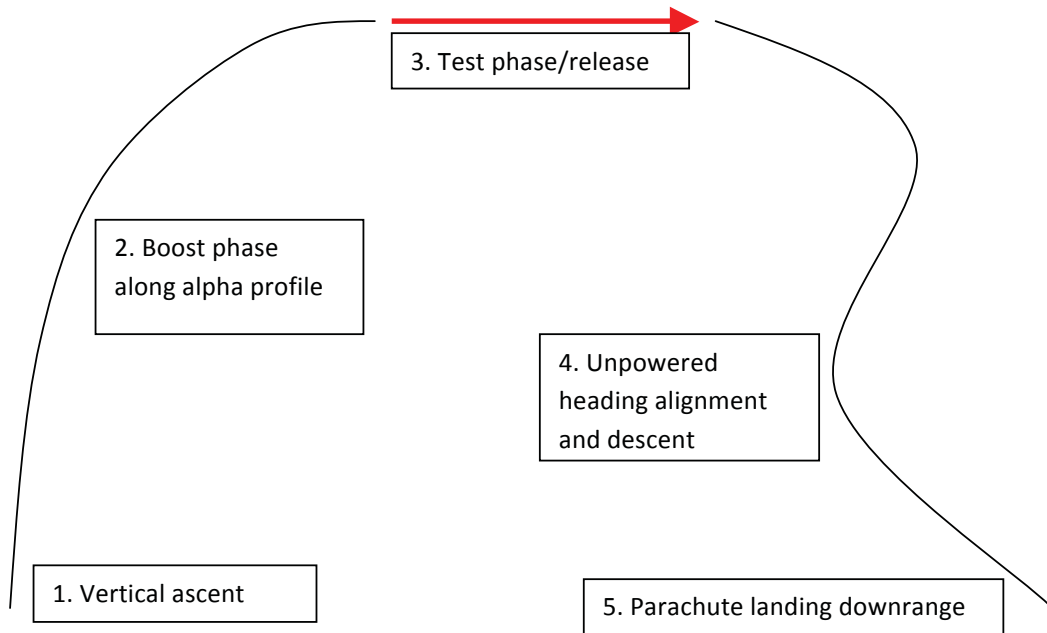 3. Test phase/release
2. Boost phase
along alpha profile
4. Unpowered
heading alignment
and descent
1. Vertical ascent
5. Parachute landing downrange